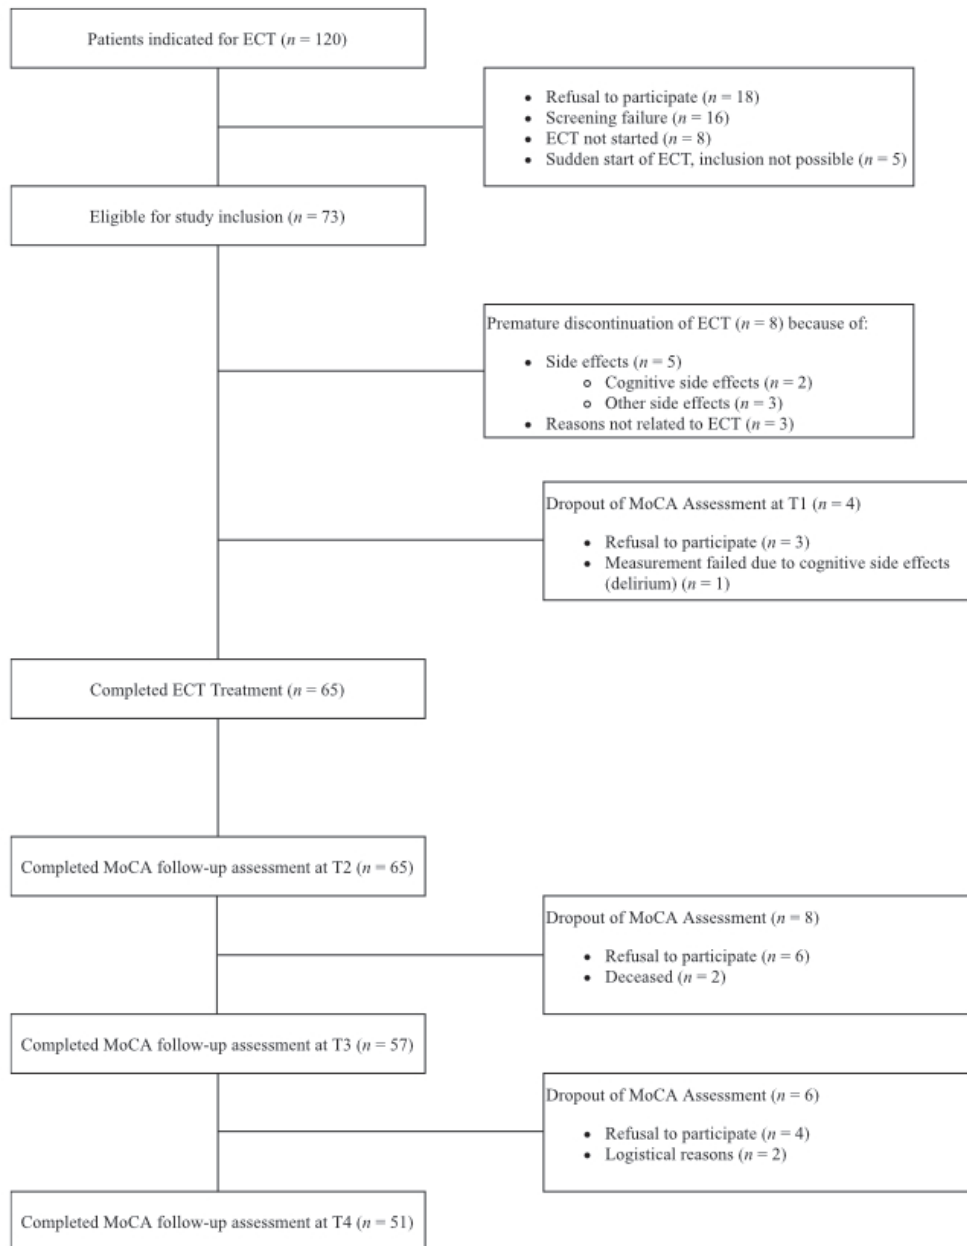 Patients indicated for ECT (n = 120)
• Refusal to participate (n = 18)
• Screening failure (n = 16)
• ECT not started (n = 8)
• Sudden start of ECT, inclusion not possible (n = 5)
Eligible for study inclusion (n = 73)
Premature discontinuation of ECT (n = 8) because of:
• Side effects (n = 5)
o Cognitive side effects (n = 2)
o Other side effects (n = 3)
• Reasons not related to ECT (n = 3)
Dropout of MoCA Assessment at T1 (n = 4)
• Refusal to participate (n = 3)
• Measurement failed due to cognitive side effects
(delirium) (n = 1)
Completed ECT Treatment (n = 65)
Completed MoCA follow-up assessment at T2 (n = 65)
Dropout of MoCA Assessment (n = 8)
• Refusal to participate (n = 6)
• Deceased (n = 2)
Completed MoCA follow-up assessment at T3 (n = 57)
Dropout of MoCA Assessment (n = 6)
• Refusal to participate (n = 4)
• Logistical reasons (n = 2)
Completed MoCA follow-up assessment at T4 (n = 51)